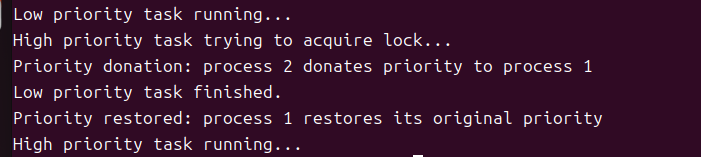 Low priority task running...
High priority task trying to acquire lock...
Priority donation: process 2 donates priority to process 1
Low priority task finished.
Priority restored: process 1 restores its original priority
High priority task running...